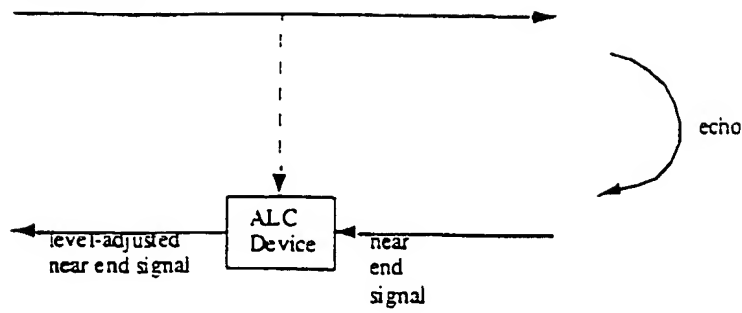 echo
ALC
Device
level-adjusted
near end signal
near
end
signal